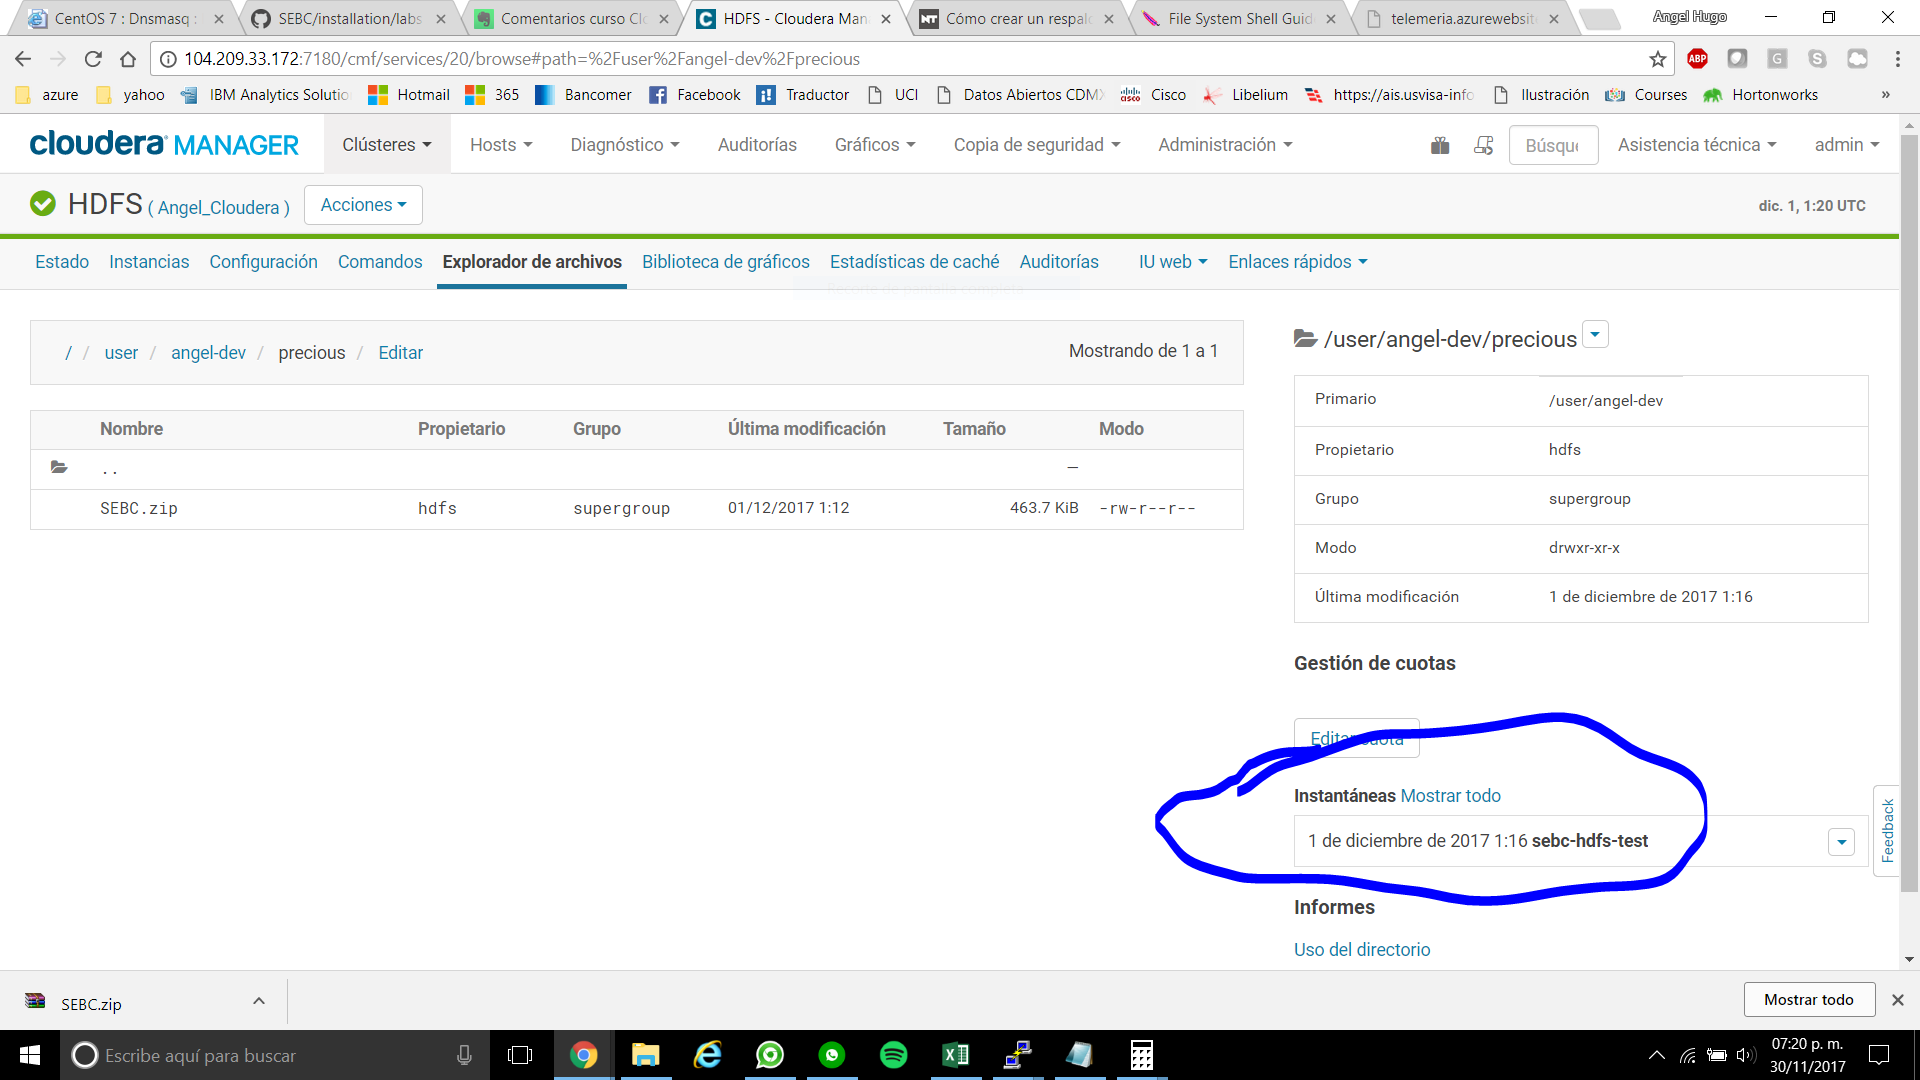 CentOS 7 : Dnsmasq :
SEBC/installation/labs
Comentarios curso Clo
HDFS - Cloudera Man
Cómo crear un respald
File System Shell Guid
telemeria.azurewebsit
Angel Hugo
104.209.33.172:7180/cmf/services/20/browse#path=%2Fuser%2Fangel-dev%2Fprecious
ABP
G
azure
yahoo
IBM Analytics Solutio
Hotmail
365
Bancomer
Facebook
Traductor
UCI
Datos Abiertos CDMX
Cisco
Libelium
https://ais.usvisa-info
Ilustración
Courses
Hortonworks
»
cloudera MANAGER
Clústeres
Hosts
Diagnóstico
Auditorías
Gráficos
Copia de seguridad
Administración
Búsque
Asistencia técnica
admin
HDFS ( Angel_Cloudera )
Acciones
dic. 1, 1:20 UTC
Estado
Instancias
Configuración
Comandos
Explorador de archivos
Biblioteca de gráficos
Estadísticas de caché
Auditorías
IU web
Enlaces rápidos
/ / user / angel-dev / precious / Editar
Mostrando de 1 a 1
Nombre Propietario Grupo Última modificación Tamaño Modo
.. —
SEBC.zip hdfs supergroup 01/12/2017 1:12 463.7 KiB -rw-r--r--
/user/angel-dev/precious
Primario /user/angel-dev
Propietario hdfs
Grupo supergroup
Modo drwxr-xr-x
Última modificación 1 de diciembre de 2017 1:16
Gestión de cuotas
Editar cuota
Instantáneas Mostrar todo
1 de diciembre de 2017 1:16 sebc-hdfs-test
Feedback
Informes
Uso del directorio
SEBC.zip
Mostrar todo
Escribe aquí para buscar
07:20 p. m.
30/11/2017